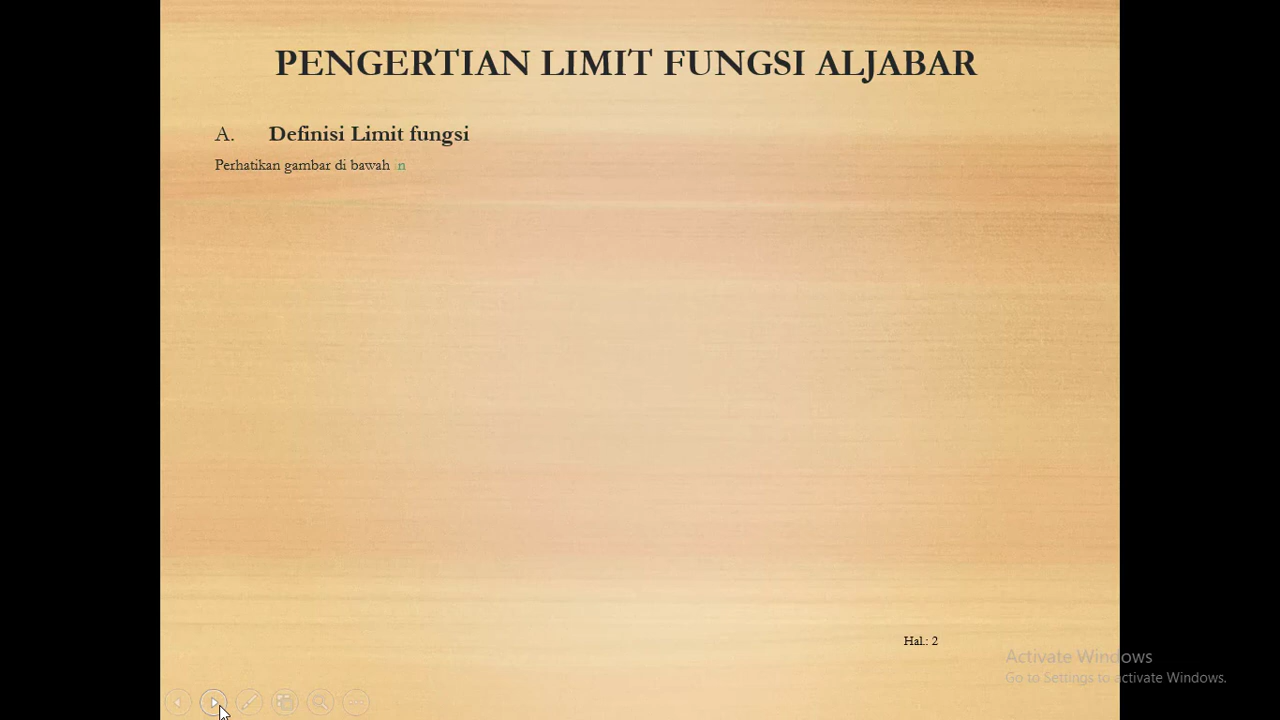 PENGERTIAN LIMIT FUNGSI ALJABAR
A. Definisi Limit fungsi
Perhatikan gambar di bawah
Hal.: 2
Activate Windows
Go to Settings to activate Windows.